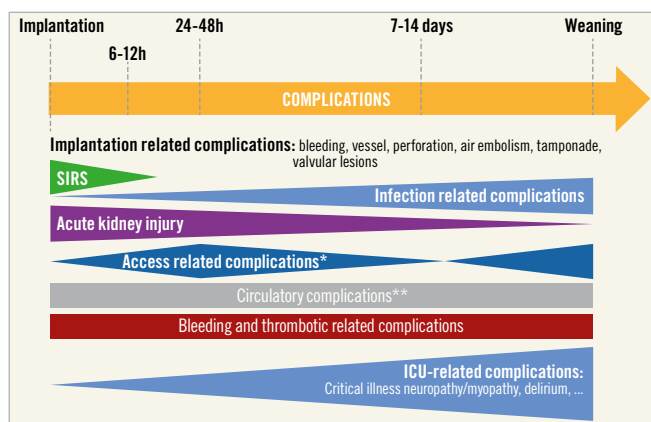 Implantation 24-48h 7-14 days Weaning
6-12h
COMPLICATIONS
Implantation related complications: bleeding, vessel, perforation, air embolism, tamponade,
valvular lesions
SIRS
Infection related complications
Acute kidney injury
Access related complications*
Circulatory complications**
Bleeding and thrombotic related complications
ICU-related complications:
Critical illness neuropathy/myopathy, delirium, ...